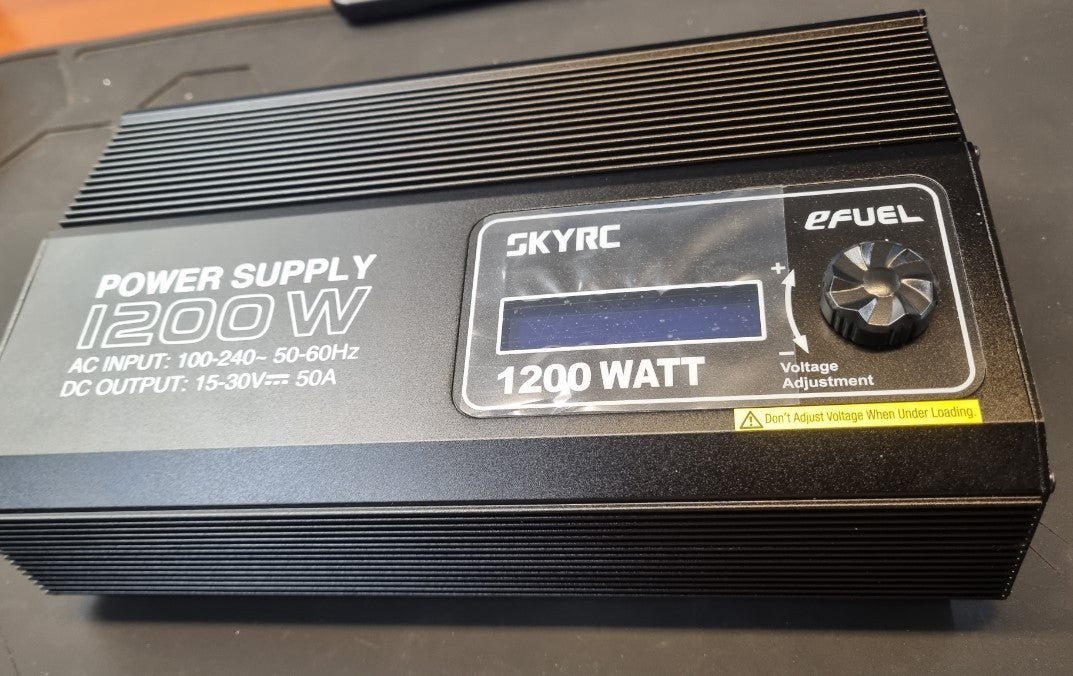 POWER SUPPLY
1200W
AC INPUT: 100-240~ 50-60Hz
DC OUTPUT: 15-30V⎓ 50A
SKYRC
eFUEL
+
−
1200 WATT
Voltage
Adjustment
Don't Adjust Voltage When Under Loading.